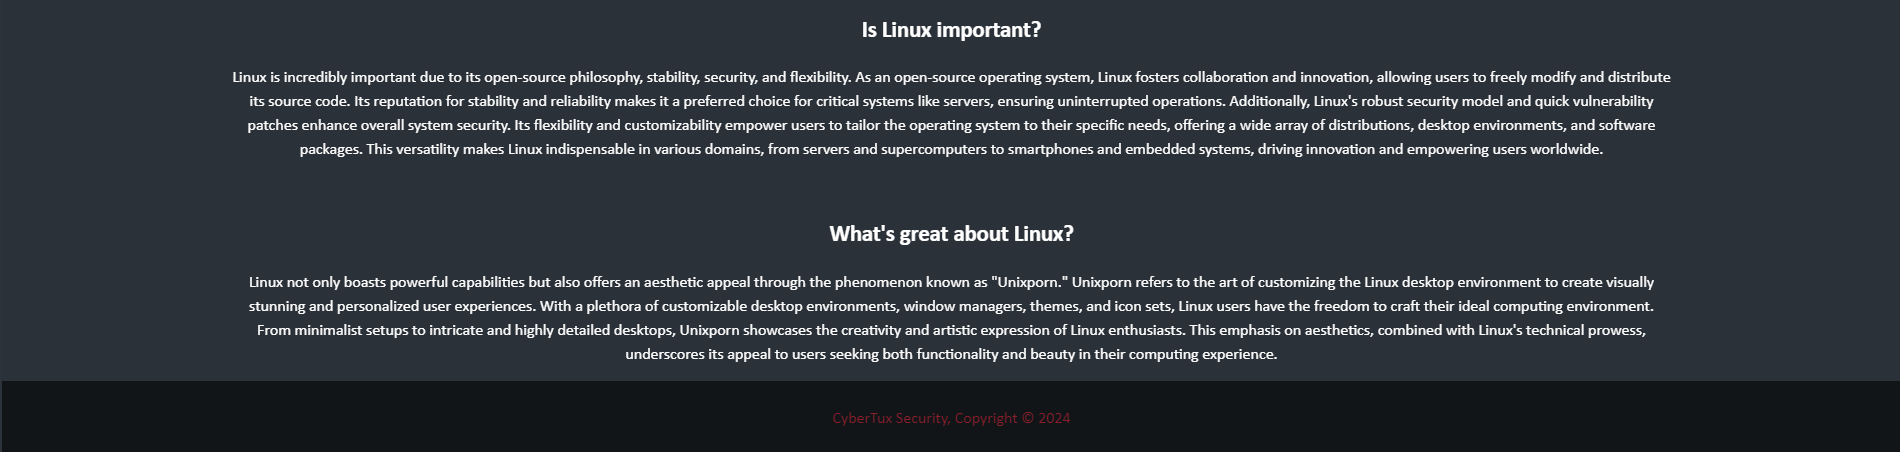 Is Linux important?
Linux is incredibly important due to its open-source philosophy, stability, security, and flexibility. As an open-source operating system, Linux fosters collaboration and innovation, allowing users to freely modify and distribute
its source code. Its reputation for stability and reliability makes it a preferred choice for critical systems like servers, ensuring uninterrupted operations. Additionally, Linux's robust security model and quick vulnerability
patches enhance overall system security. Its flexibility and customizability empower users to tailor the operating system to their specific needs, offering a wide array of distributions, desktop environments, and software
packages. This versatility makes Linux indispensable in various domains, from servers and supercomputers to smartphones and embedded systems, driving innovation and empowering users worldwide.
What's great about Linux?
Linux not only boasts powerful capabilities but also offers an aesthetic appeal through the phenomenon known as "Unixporn." Unixporn refers to the art of customizing the Linux desktop environment to create visually
stunning and personalized user experiences. With a plethora of customizable desktop environments, window managers, themes, and icon sets, Linux users have the freedom to craft their ideal computing environment.
From minimalist setups to intricate and highly detailed desktops, Unixporn showcases the creativity and artistic expression of Linux enthusiasts. This emphasis on aesthetics, combined with Linux's technical prowess,
underscores its appeal to users seeking both functionality and beauty in their computing experience.
CyberTux Security, Copyright © 2024